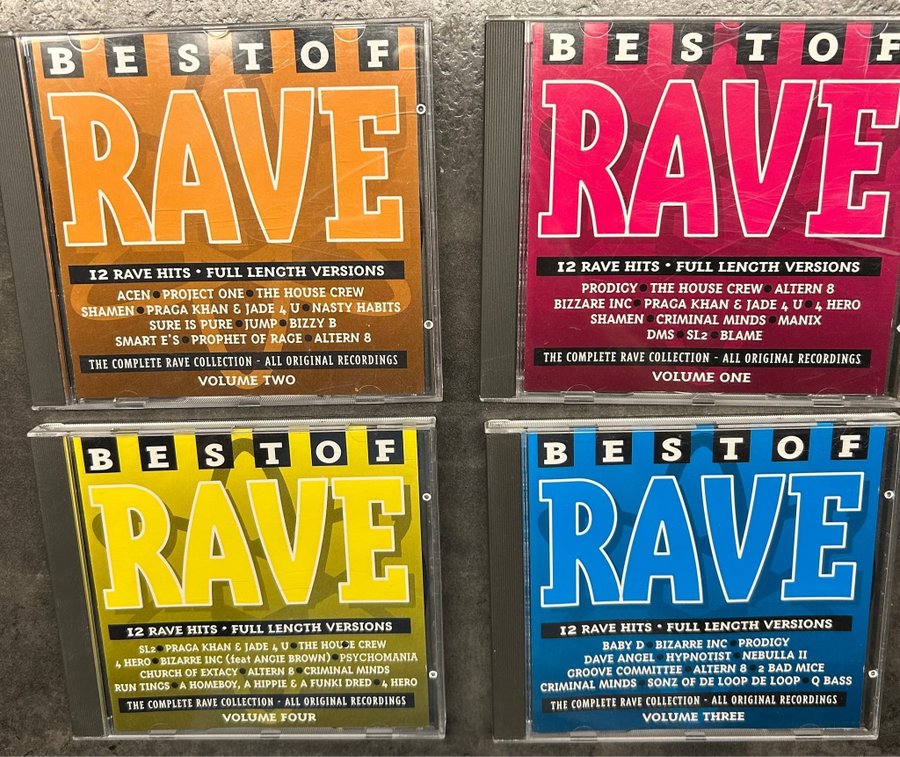 BEST OF
RAVE
12 RAVE HITS • FULL LENGTH VERSIONS
ACEN • PROJECT ONE • THE HOUSE CREW
SHAMEN • PRAGA KHAN & JADE 4 U • NASTY HABITS
SURE IS PURE • JUMP • BIZZY B
SMART E'S • PROPHET OF RAGE • ALTERN 8
THE COMPLETE RAVE COLLECTION - ALL ORIGINAL RECORDINGS
VOLUME TWO
BEST OF
RAVE
12 RAVE HITS • FULL LENGTH VERSIONS
PRODIGY • THE HOUSE CREW • ALTERN 8
BIZZARE INC • PRAGA KHAN & JADE 4 U • 4 HERO
SHAMEN • CRIMINAL MINDS • MANIX
DMS • SL2 • BLAME
THE COMPLETE RAVE COLLECTION - ALL ORIGINAL RECORDINGS
VOLUME ONE
BEST OF
RAVE
12 RAVE HITS • FULL LENGTH VERSIONS
SL2 • PRAGA KHAN & JADE 4 U • THE HOUSE CREW
4 HERO • BIZARRE INC (feat ANGIE BROWN) • PSYCHOMANIA
CHURCH OF EXTACY • ALTERN 8 • CRIMINAL MINDS
RUN TINGS • A HOMEBOY, A HIPPIE & A FUNKI DRED • 4 HERO
THE COMPLETE RAVE COLLECTION - ALL ORIGINAL RECORDINGS
VOLUME FOUR
BEST OF
RAVE
12 RAVE HITS • FULL LENGTH VERSIONS
BABY D • BIZARRE INC • PRODIGY
DAVE ANGEL • HYPNOTIST • NEBULLA II
GROOVE COMMITTEE • ALTERN 8 • 2 BAD MICE
CRIMINAL MINDS • SONZ OF DE LOOP DE LOOP • Q BASS
THE COMPLETE RAVE COLLECTION - ALL ORIGINAL RECORDINGS
VOLUME THREE